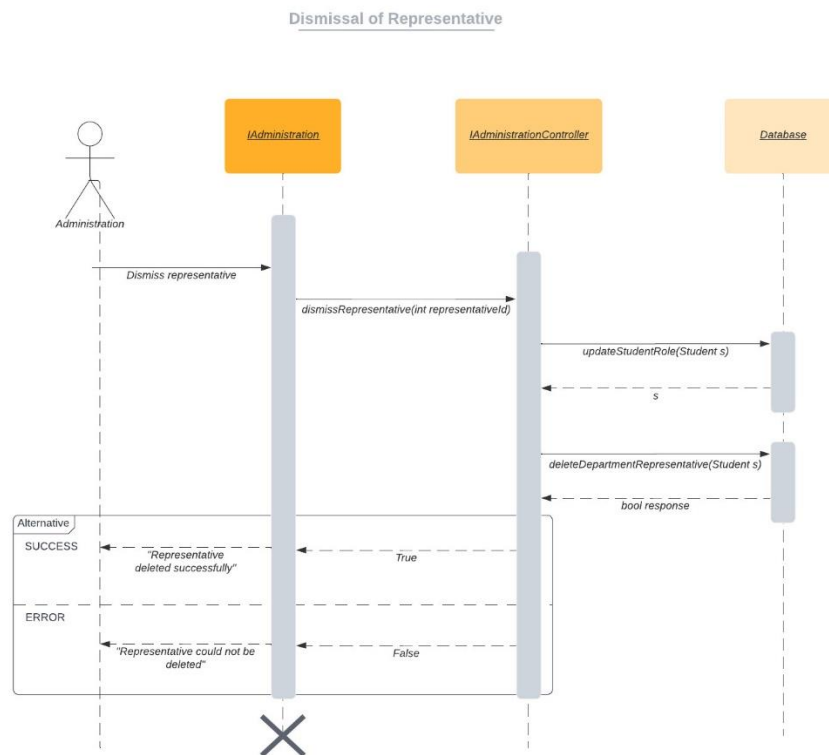 Dismissal of Representative
IAdministration
IAdministrationController
Database
Administration
Dismiss representative
dismissRepresentative(int representativeId)
updateStudentRole(Student s)
s
deleteDepartmentRepresentative(Student s)
bool response
Alternative
SUCCESS
"Representative
deleted successfully"
True
ERROR
"Representative could not be
deleted"
False